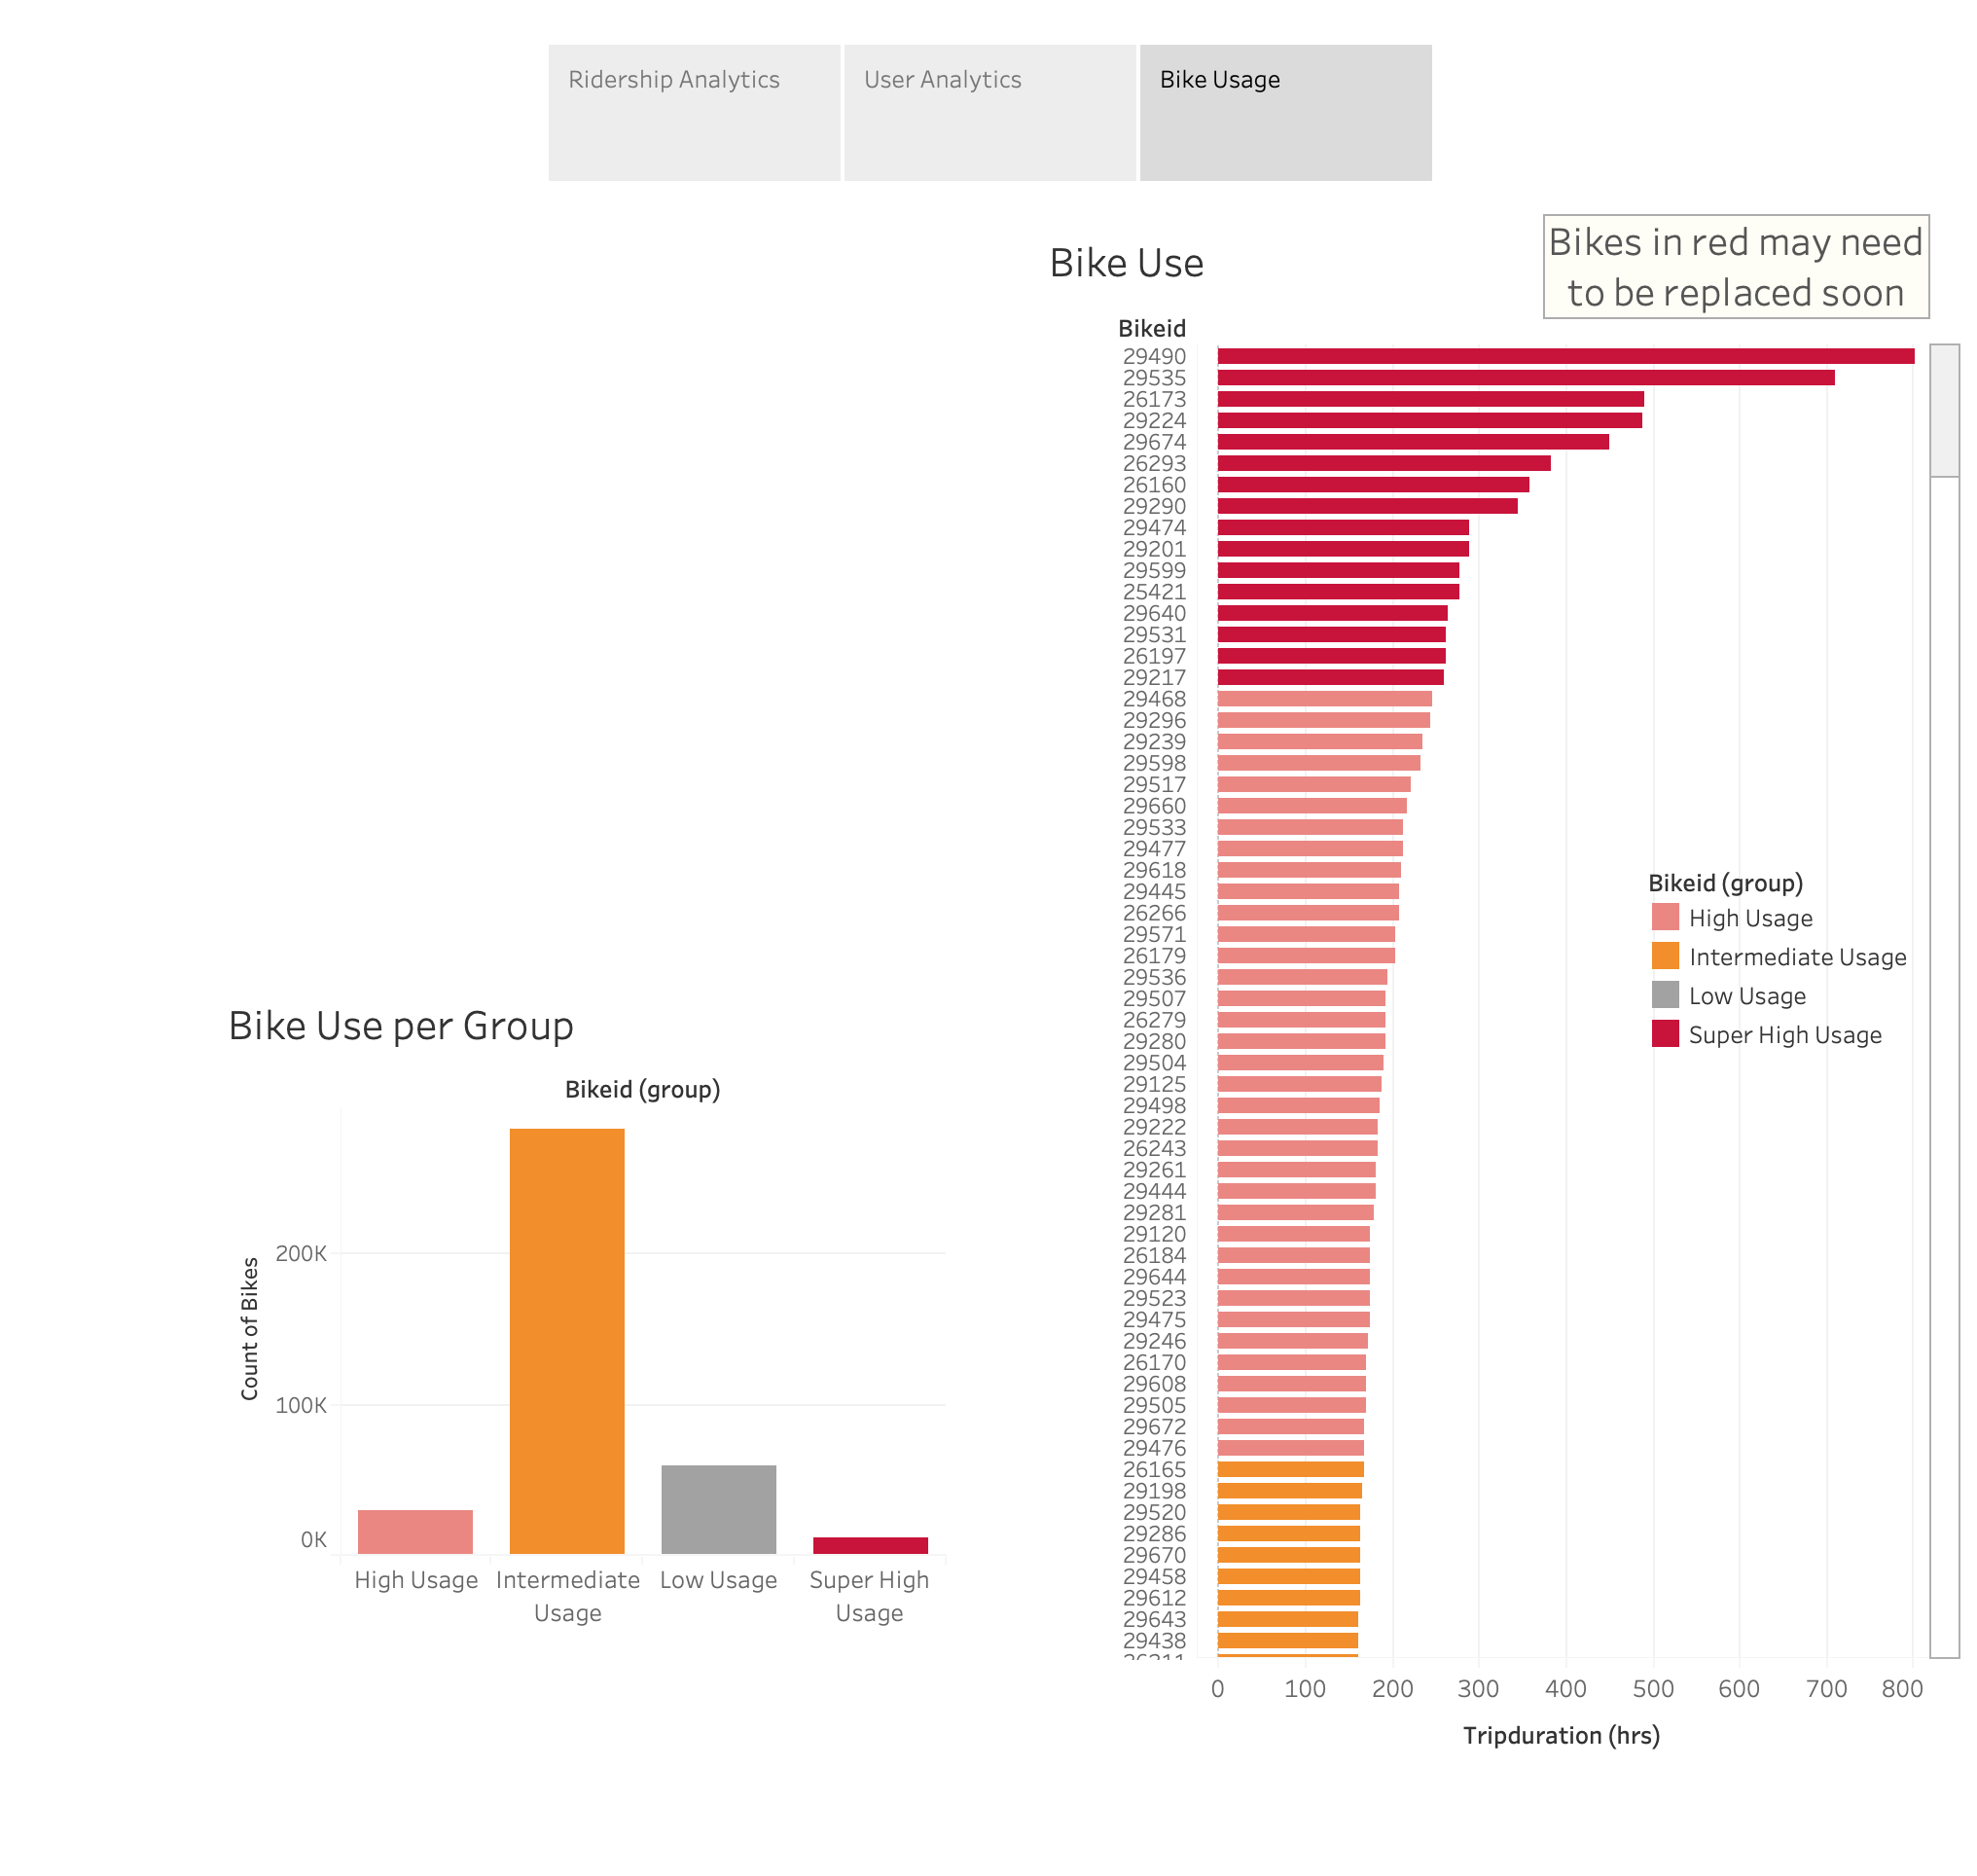 Ridership Analytics
User Analytics
Bike Usage
Bikes in red may need
to be replaced soon
Bike Use
Bikeid
29490
29535
26173
29224
29674
26293
26160
29290
29474
29201
29599
25421
29640
29531
26197
29217
29468
29296
29239
29598
29517
29660
29533
29477
29618
29445
26266
29571
26179
29536
29507
26279
29280
29504
29125
29498
29222
26243
29261
29444
29281
29120
26184
29644
29523
29475
29246
26170
29608
29505
29672
29476
26165
29198
29520
29286
29670
29458
29612
29643
29438
0 100 200 300 400 500 600 700 800
Tripduration (hrs)
Bikeid (group)
High Usage
Intermediate Usage
Low Usage
Super High Usage
Bike Use per Group
Bikeid (group)
Count of Bikes
200K
100K
0K
High Usage
Intermediate
Usage
Low Usage
Super High
Usage